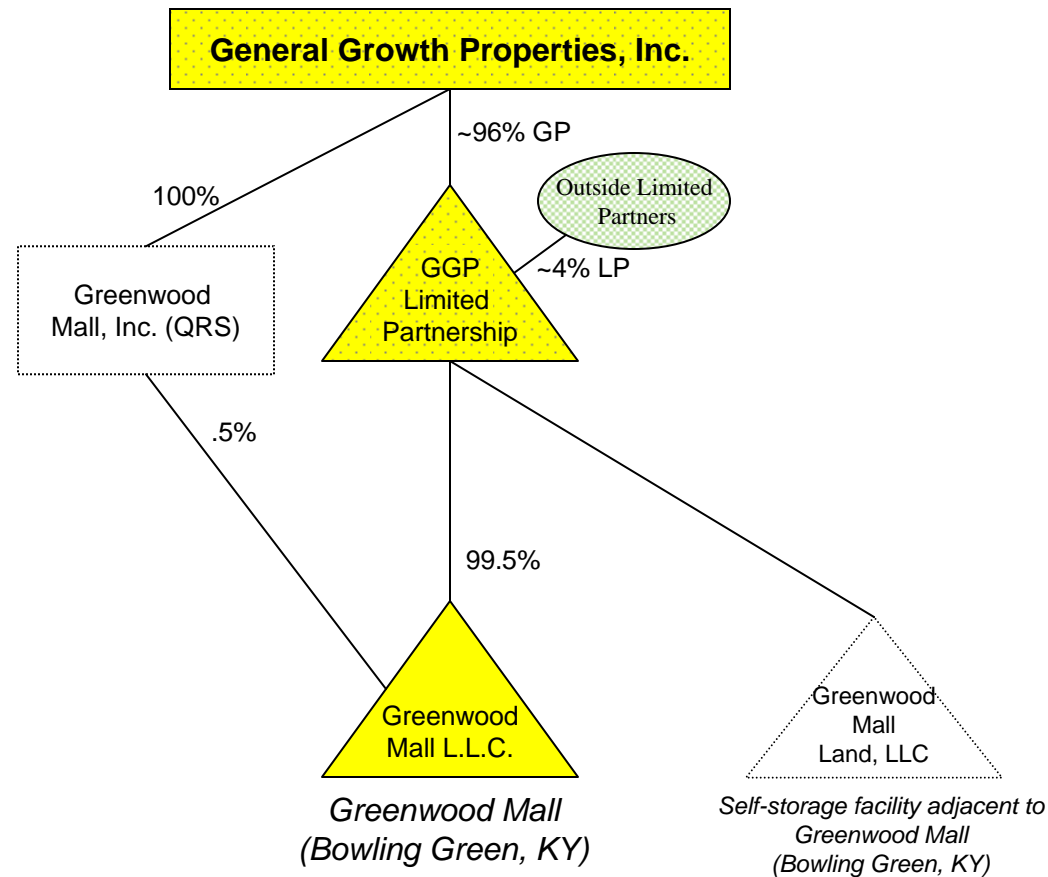 General Growth Properties, Inc.
~96% GP
100%
Outside Limited
Partners
~4% LP
Greenwood
Mall, Inc. (QRS)
GGP
Limited
Partnership
.5%
99.5%
Greenwood
Mall L.L.C.
Greenwood
Mall
Land, LLC
Greenwood Mall
(Bowling Green, KY)
Self-storage facility adjacent to
Greenwood Mall
(Bowling Green, KY)